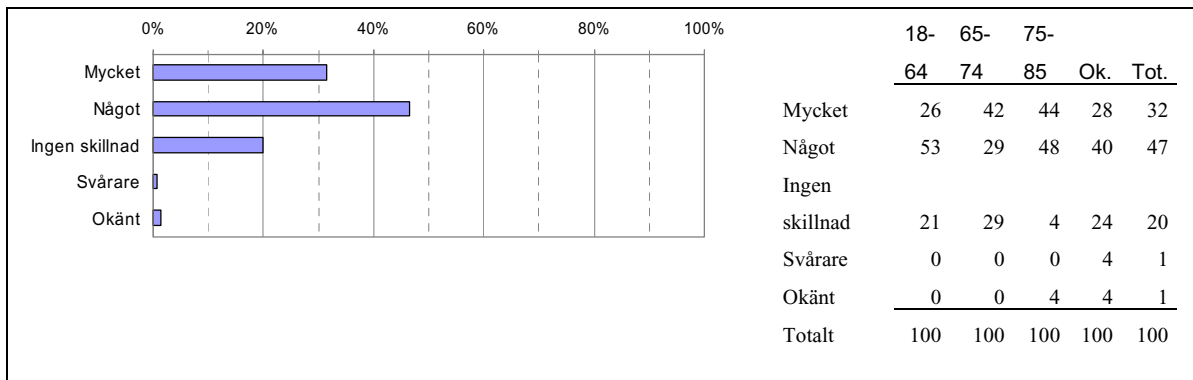 0% 20% 40% 60% 80% 100%
Mycket
Något
Ingen skillnad
Svårare
Okänt
18- 65- 75-
64 74 85 Ok. Tot.
Mycket 26 42 44 28 32
Något 53 29 48 40 47
Ingen
skillnad 21 29 4 24 20
Svårare 0 0 0 4 1
Okänt 0 0 4 4 1
Totalt 100 100 100 100 100